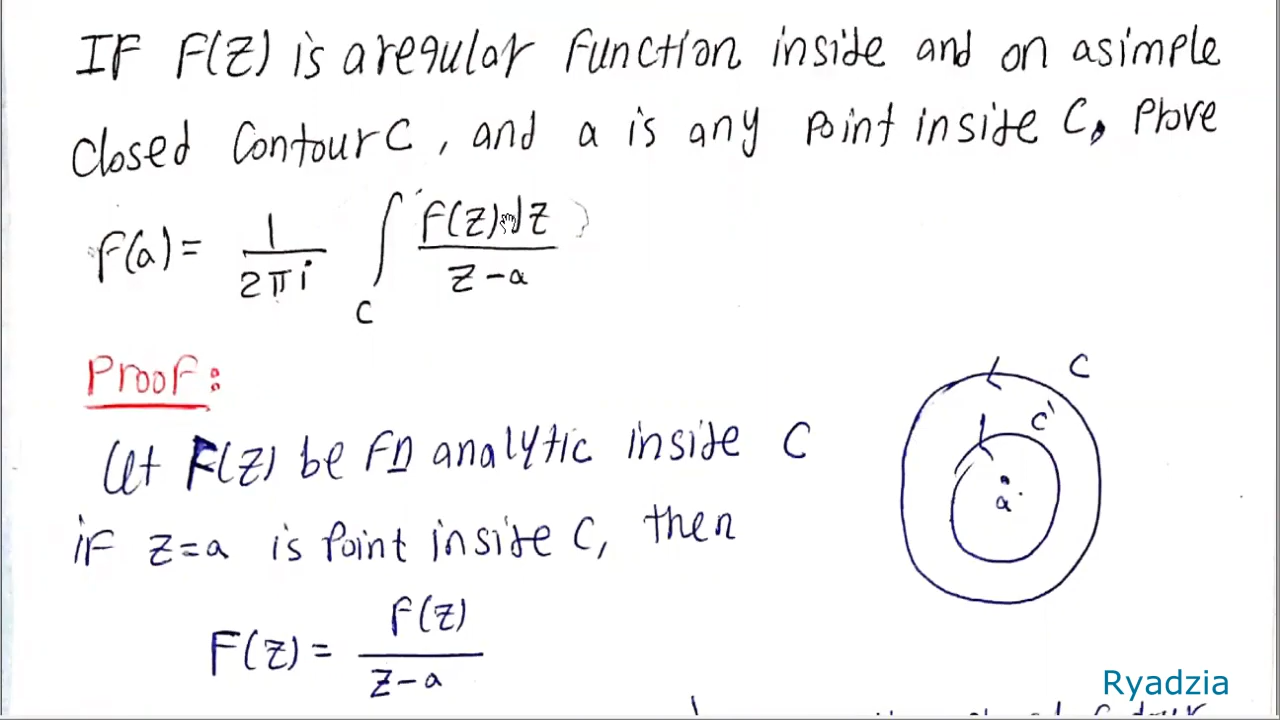 IF F(Z) is a regular function inside and on a simple
closed contour C, and a is any point inside C, Prove
F(a) = 1/2πi ∫_C F(Z)dZ/Z-a
Proof:
Let F(Z) be Fn analytic inside C
if Z=a is Point inside C, then
F(Z) = F(Z)/Z-a
C
C'
a
Ryadzia